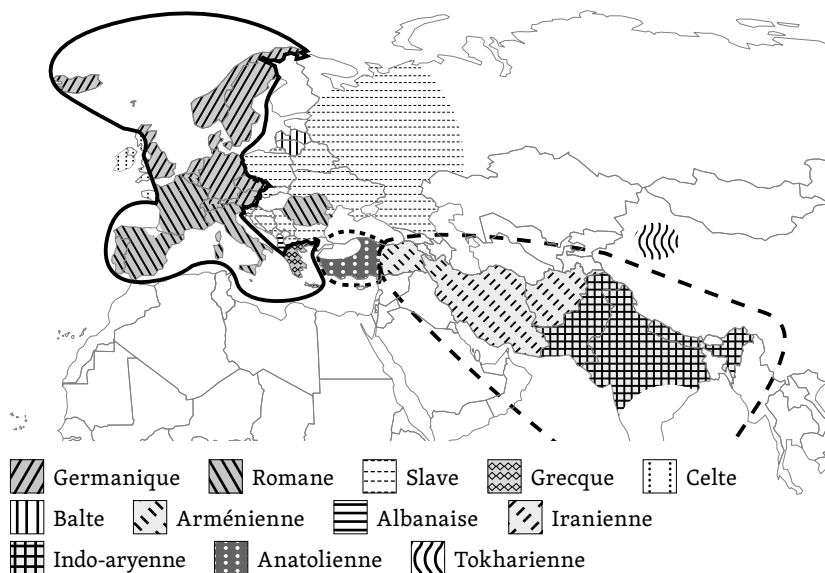 Germanique Romane Slave Grecque Celte
Balte Arménienne Albanaise Iranienne
Indo-aryenne Anatolienne Tokharienne